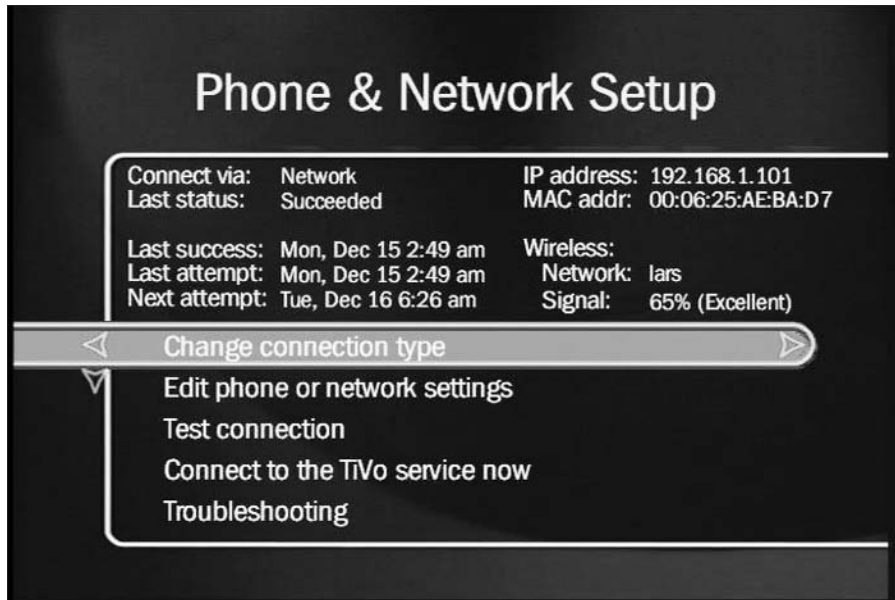 Phone & Network Setup
Connect via: Network IP address: 192.168.1.101
Last status: Succeeded MAC addr: 00:06:25:AE:BA:D7
Last success: Mon, Dec 15 2:49 am Wireless:
Last attempt: Mon, Dec 15 2:49 am Network: lars
Next attempt: Tue, Dec 16 6:26 am Signal: 65% (Excellent)
Change connection type
Edit phone or network settings
Test connection
Connect to the TiVo service now
Troubleshooting